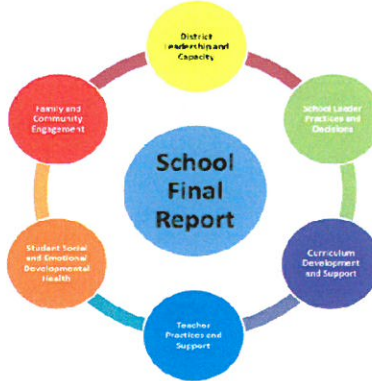 District
Leadership and
Capacity
School Leader
Practices and
Decisions
Curriculum
Development
and Support
Teacher
Practices and
Support
Student Social
and Emotional
Developmental
Health
Family and
Community
Engagement
School
Final
Report